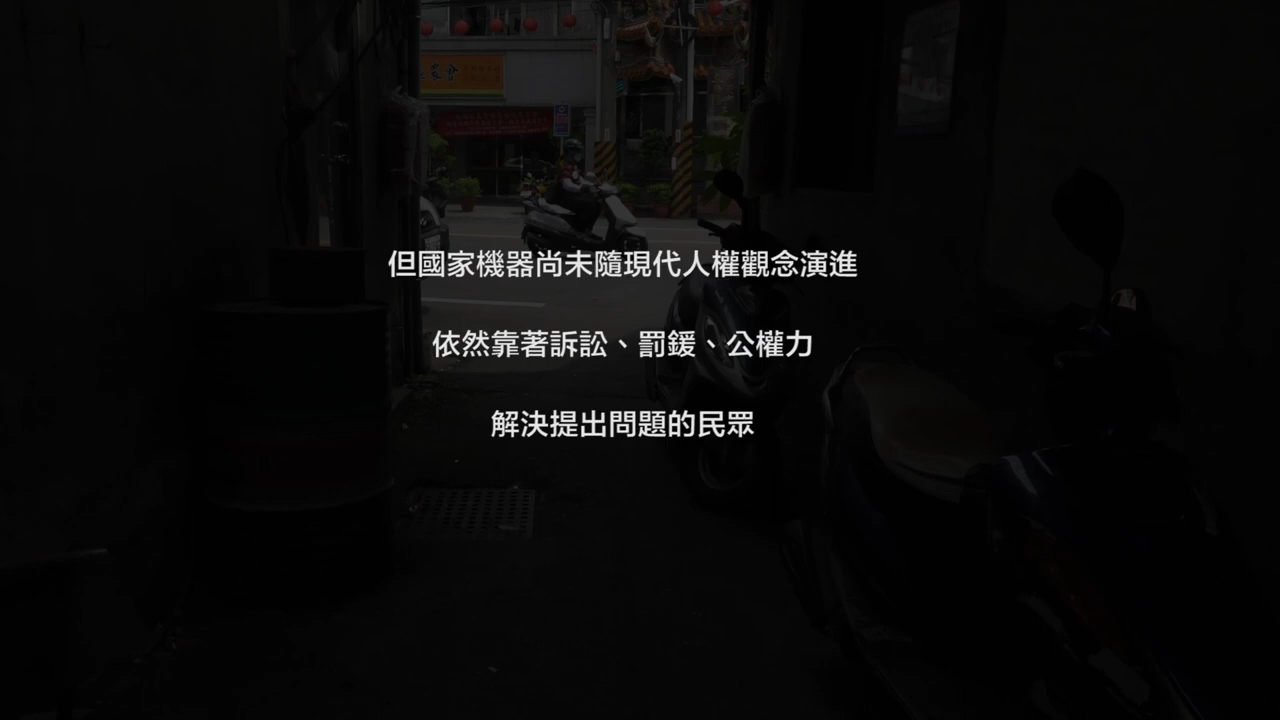 但國家機器尚未隨現代人權觀念演進
依然靠著訴訟、罰鍰、公權力
解決提出問題的民眾